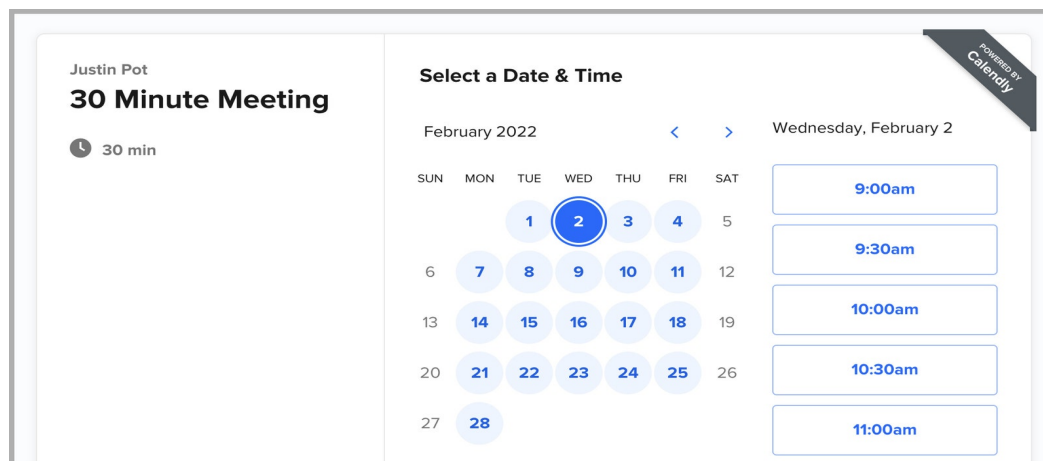 Justin Pot
30 Minute Meeting
30 min
Select a Date & Time
POWERED BY
Calendly
February 2022 < >
SUN MON TUE WED THU FRI SAT
1 2 3 4 5
6 7 8 9 10 11 12
13 14 15 16 17 18 19
20 21 22 23 24 25 26
27 28
Wednesday, February 2
9:00am
9:30am
10:00am
10:30am
11:00am